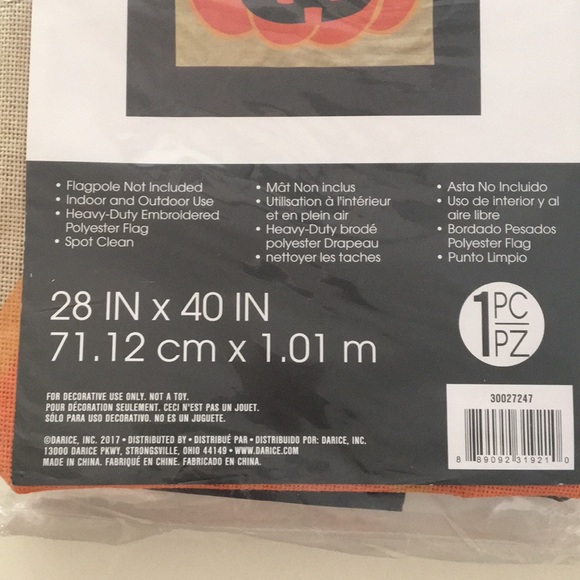 • Flagpole Not Included
• Indoor and Outdoor Use
• Heavy-Duty Embroidered
Polyester Flag
• Spot Clean
• Mât Non inclus
• Utilisation à l'intérieur
et en plein air
• Heavy-Duty brodé
polyester Drapeau
• nettoyer les taches
• Asta No Incluido
• Uso de interior y al
aire libre
• Bordado Pesados
Polyester Flag
• Punto Limpio
28 IN x 40 IN
71.12 cm x 1.01 m
1 PC
PZ
FOR DECORATIVE USE ONLY. NOT A TOY.
POUR DÉCORATION SEULEMENT. CECI N'EST PAS UN JOUET.
SÓLO PARA USO DECORATIVO. NO ES UN JUGUETE.
©DARICE, INC. 2017 • DISTRIBUTED BY • DISTRIBUÉ PAR • DISTRIBUIDO POR: DARICE, INC.
13000 DARICE PKWY, STRONGSVILLE, OHIO 44149 • WWW.DARICE.COM
MADE IN CHINA. FABRIQUÉ EN CHINE. FABRICADO EN CHINA.
30027247
8 89092 31921 0